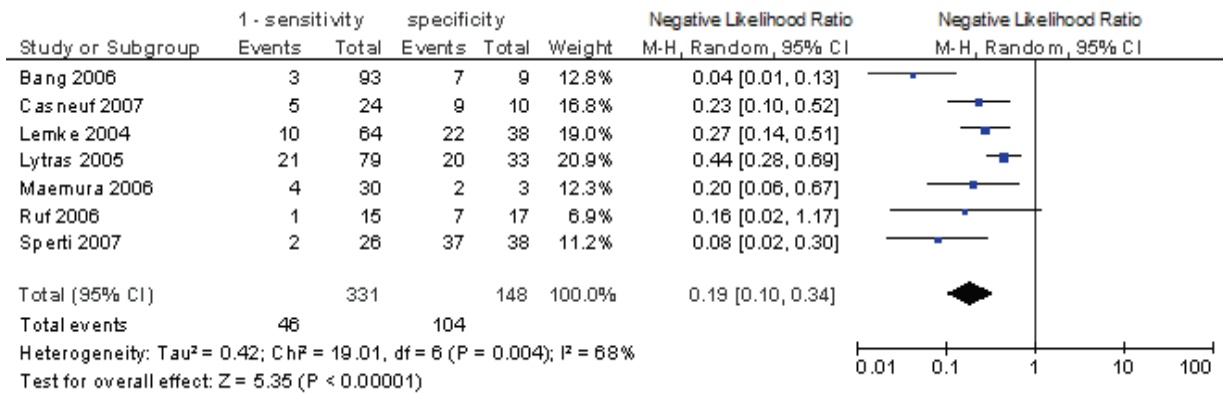 1 - sensitivity specificity Negative Likelihood Ratio Negative Likelihood Ratio
Study or Subgroup Events Total Events Total Weight M-H, Random, 95% CI M-H, Random, 95% CI
Bang 2006 3 93 7 9 12.8% 0.04 [0.01, 0.13]
Casneuf 2007 5 24 9 10 16.8% 0.23 [0.10, 0.52]
Lemke 2004 10 64 22 38 19.0% 0.27 [0.14, 0.51]
Lytras 2005 21 79 20 33 20.9% 0.44 [0.28, 0.69]
Maemura 2006 4 30 2 3 12.3% 0.20 [0.06, 0.67]
Ruf 2006 1 15 7 17 6.9% 0.16 [0.02, 1.17]
Sperti 2007 2 26 37 38 11.2% 0.08 [0.02, 0.30]
Total (95% CI) 331 148 100.0% 0.19 [0.10, 0.34]
Total events 46 104
Heterogeneity: Tau² = 0.42; Chi² = 19.01, df = 6 (P = 0.004); I² = 68%
Test for overall effect: Z = 5.35 (P < 0.00001)
0.01 0.1 1 10 100